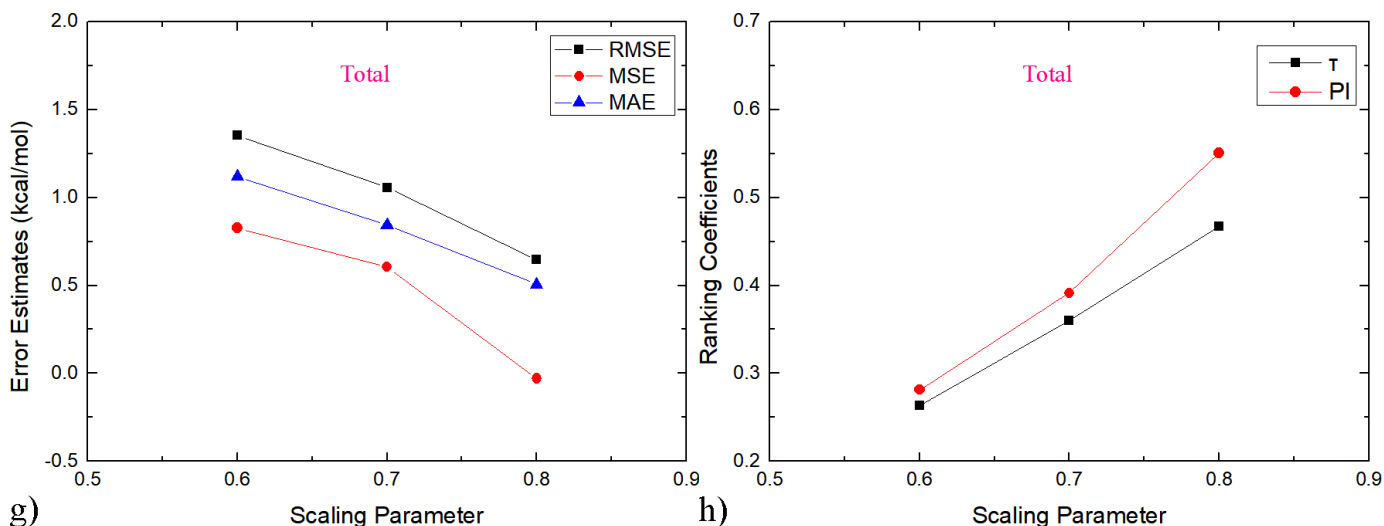 2.0
1.5
1.0
0.5
0.0
-0.5
Error Estimates (kcal/mol)
Total
RMSE
MSE
MAE
0.5 0.6 0.7 0.8 0.9
Scaling Parameter
g)
0.7
0.6
0.5
0.4
0.3
0.2
Ranking Coefficients
Total
τ
PI
0.5 0.6 0.7 0.8 0.9
Scaling Parameter
h)